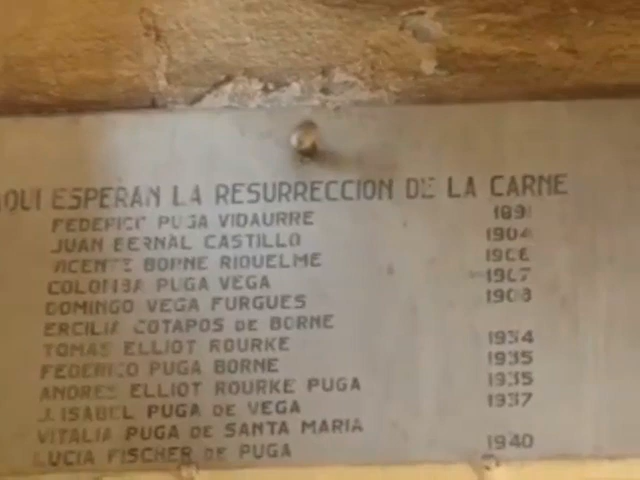 AQUI ESPERAN LA RESURRECCION DE LA CARNE
FEDERICO PUGA VIDAURRE 1891
JUAN BERNAL CASTILLO 1904
VICENTE BORNE RIQUELME 1906
COLOMBA PUGA VEGA 1907
DOMINGO VEGA FURGUES 1908
ERCILIA COTAPOS DE BORNE
TOMAS ELLIOT ROURKE 1934
FEDERICO PUGA BORNE 1935
ANDRES ELLIOT ROURKE PUGA 1935
J. ISABEL PUGA DE VEGA 1937
VITALIA PUGA DE SANTA MARIA
LUCIA FISCHER DE PUGA 1940